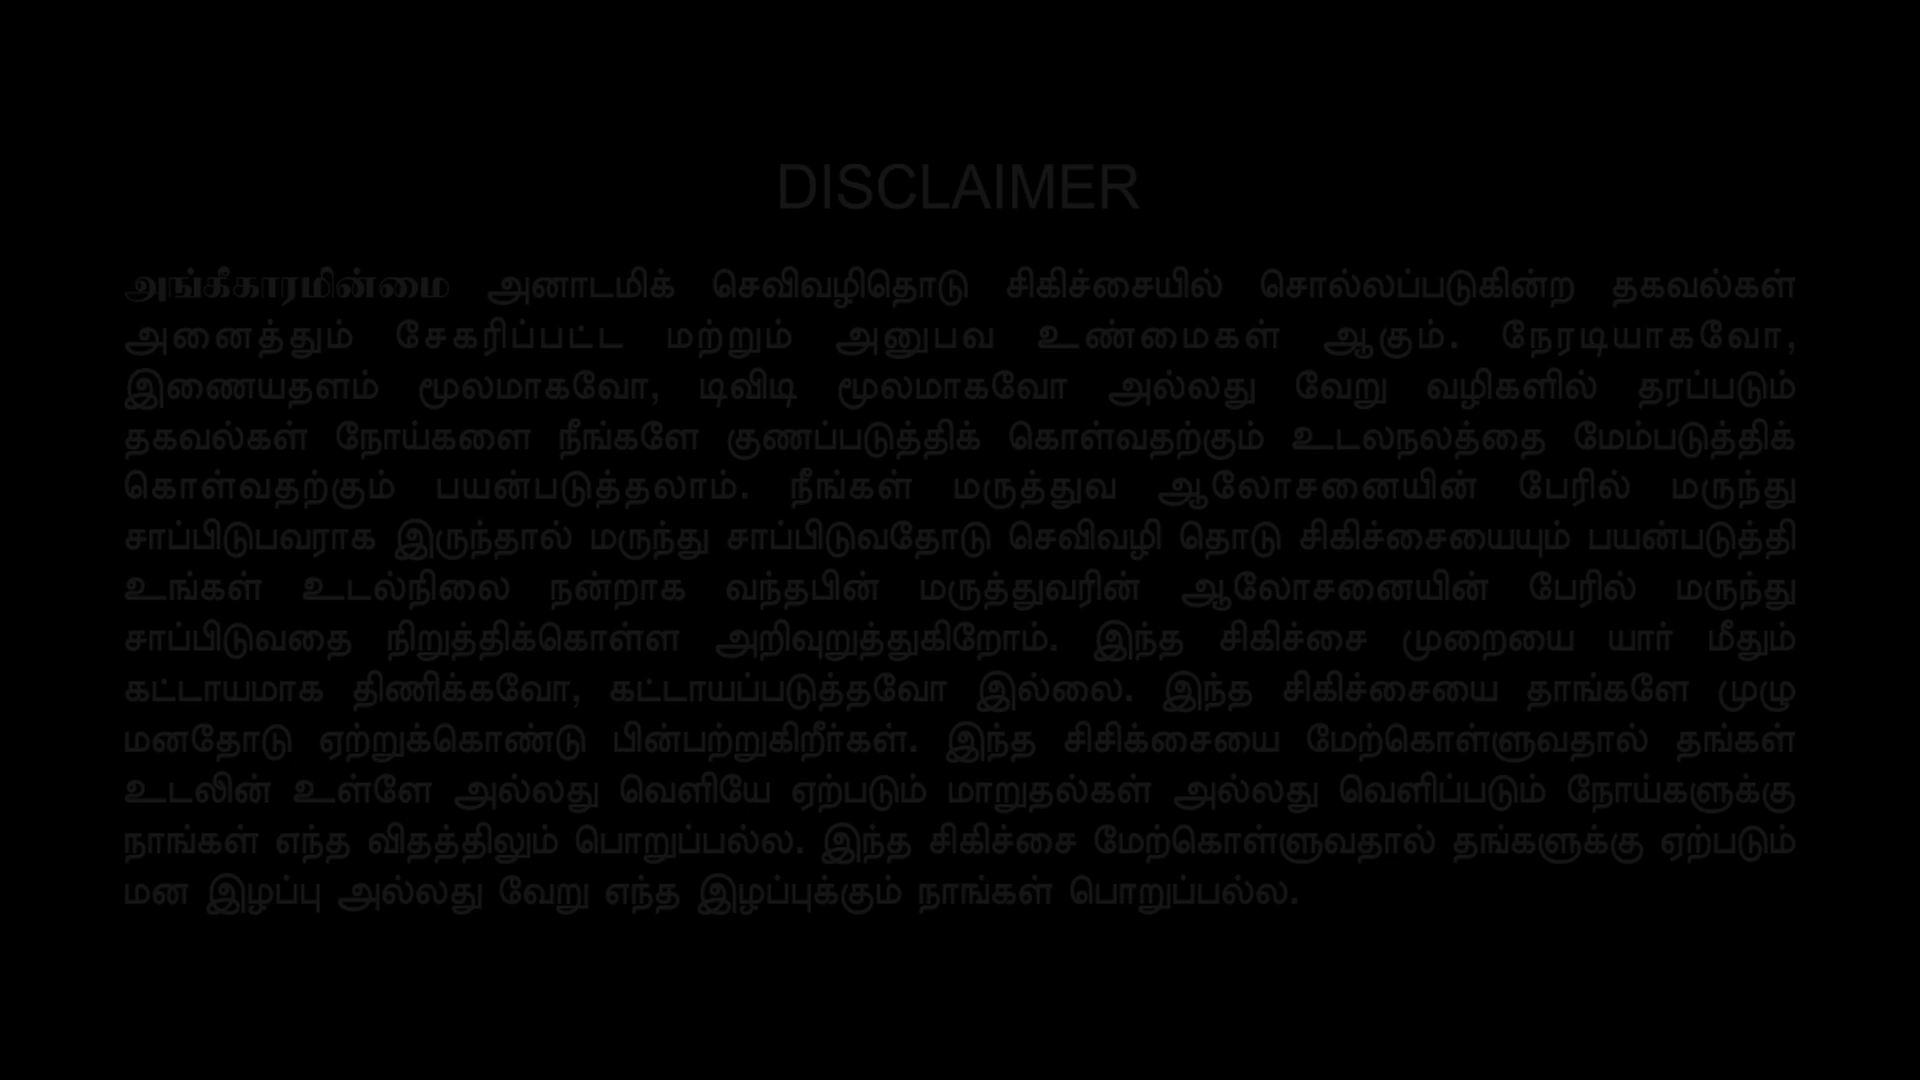 DISCLAIMER
அங்கீகாரமின்மை அனாடமிக் செவிவழிதொடு சிகிச்சையில் சொல்லப்படுகின்ற தகவல்கள்
அனைத்தும் சேகரிப்பட்ட மற்றும் அனுபவ உண்மைகள் ஆகும். நேரடியாகவோ,
இணையதளம் மூலமாகவோ, டிவிடி மூலமாகவோ அல்லது வேறு வழிகளில் தரப்படும்
தகவல்கள் நோய்களை நீங்களே குணப்படுத்திக் கொள்வதற்கும் உடலநலத்தை மேம்படுத்திக்
கொள்வதற்கும் பயன்படுத்தலாம். நீங்கள் மருத்துவ ஆலோசனையின் பேரில் மருந்து
சாப்பிடுபவராக இருந்தால் மருந்து சாப்பிடுவதோடு செவிவழி தொடு சிகிச்சையையும் பயன்படுத்தி
உங்கள் உடல்நிலை நன்றாக வந்தபின் மருத்துவரின் ஆலோசனையின் பேரில் மருந்து
சாப்பிடுவதை நிறுத்திக்கொள்ள அறிவுறுத்துகிறோம். இந்த சிகிச்சை முறையை யார் மீதும்
கட்டாயமாக திணிக்கவோ, கட்டாயப்படுத்தவோ இல்லை. இந்த சிகிச்சையை தாங்களே முழு
மனதோடு ஏற்றுக்கொண்டு பின்பற்றுகிறீர்கள். இந்த சிசிக்சையை மேற்கொள்ளுவதால் தங்கள்
உடலின் உள்ளே அல்லது வெளியே ஏற்படும் மாறுதல்கள் அல்லது வெளிப்படும் நோய்களுக்கு
நாங்கள் எந்த விதத்திலும் பொறுப்பல்ல. இந்த சிகிச்சை மேற்கொள்ளுவதால் தங்களுக்கு ஏற்படும்
மன இழப்பு அல்லது வேறு எந்த இழப்புக்கும் நாங்கள் பொறுப்பல்ல.